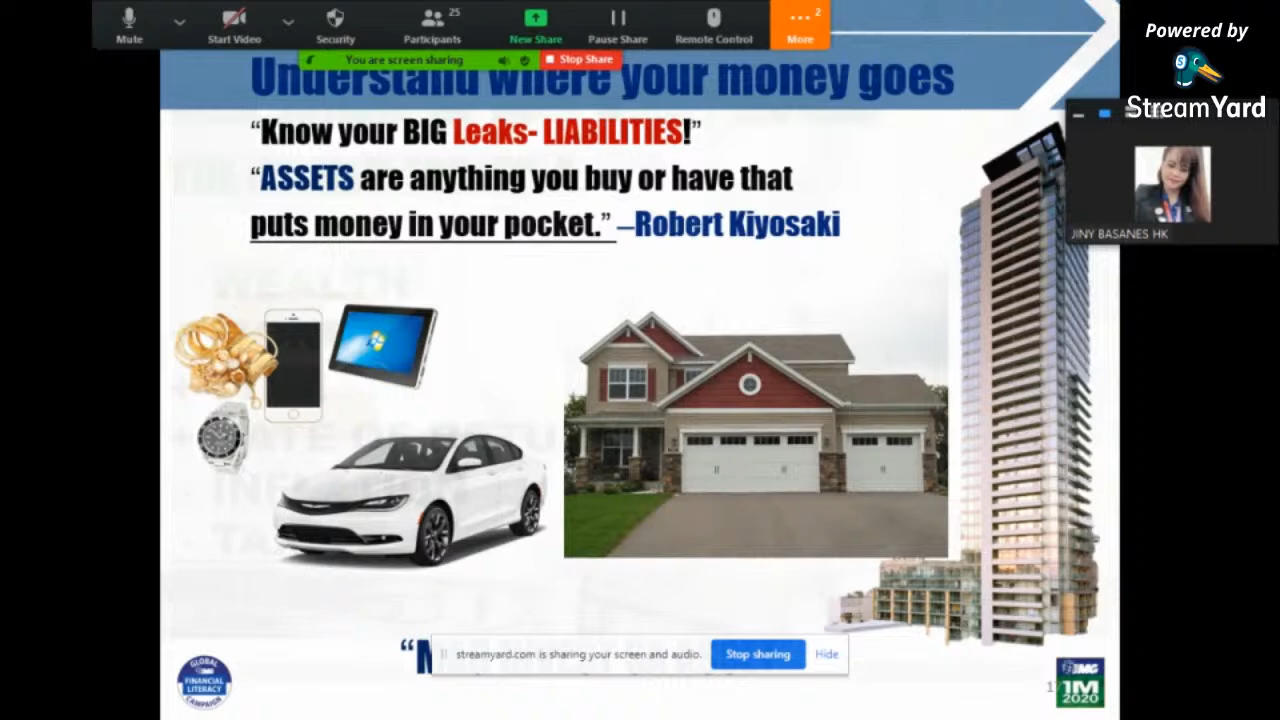 25
2
Mute
Start Video
Security
Participants
New Share
Pause Share
Remote Control
More
You are screen sharing
Stop Share
Powered by
StreamYard
Understand where your money goes
“Know your BIG Leaks- LIABILITIES!”
“ASSETS are anything you buy or have that
puts money in your pocket.” –Robert Kiyosaki
JINY BASANES HK
WEALTH
streamyard.com is sharing your screen and audio.
Stop sharing
Hide
GLOBAL
FINANCIAL
LITERACY
CAMPAIGN
IMG
1M
2020